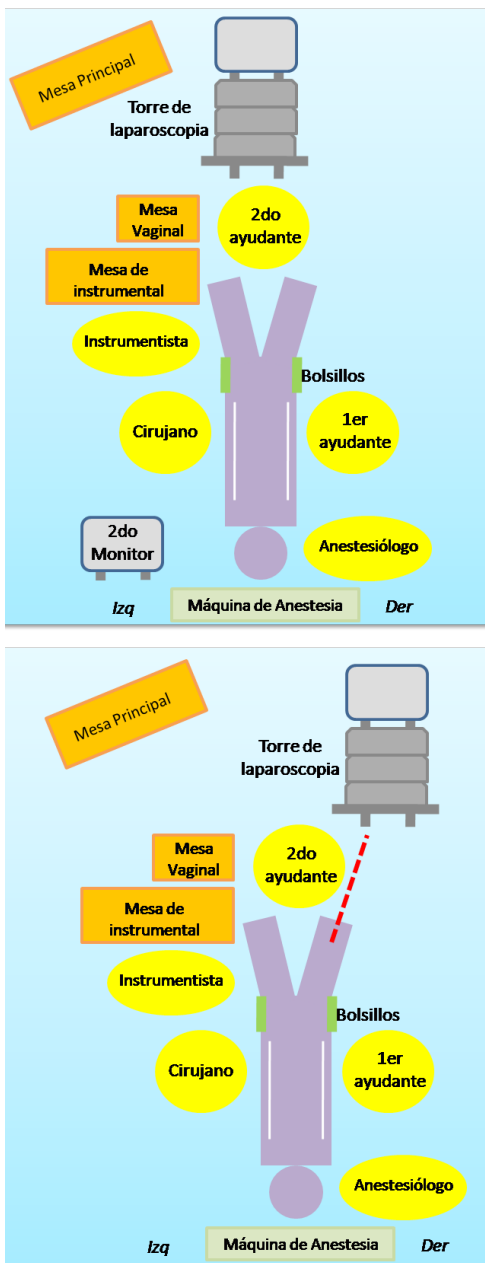 Mesa Principal
Torre de
laparoscopia
Mesa
Vaginal
2do
ayudante
Mesa de
instrumental
Instrumentista
Bolsillos
Cirujano
1er
ayudante
2do
Monitor
Anestesiólogo
Izq
Máquina de Anestesia
Der
Mesa Principal
Torre de
laparoscopia
Mesa
Vaginal
2do
ayudante
Mesa de
instrumental
Instrumentista
Bolsillos
Cirujano
1er
ayudante
Anestesiólogo
Izq
Máquina de Anestesia
Der